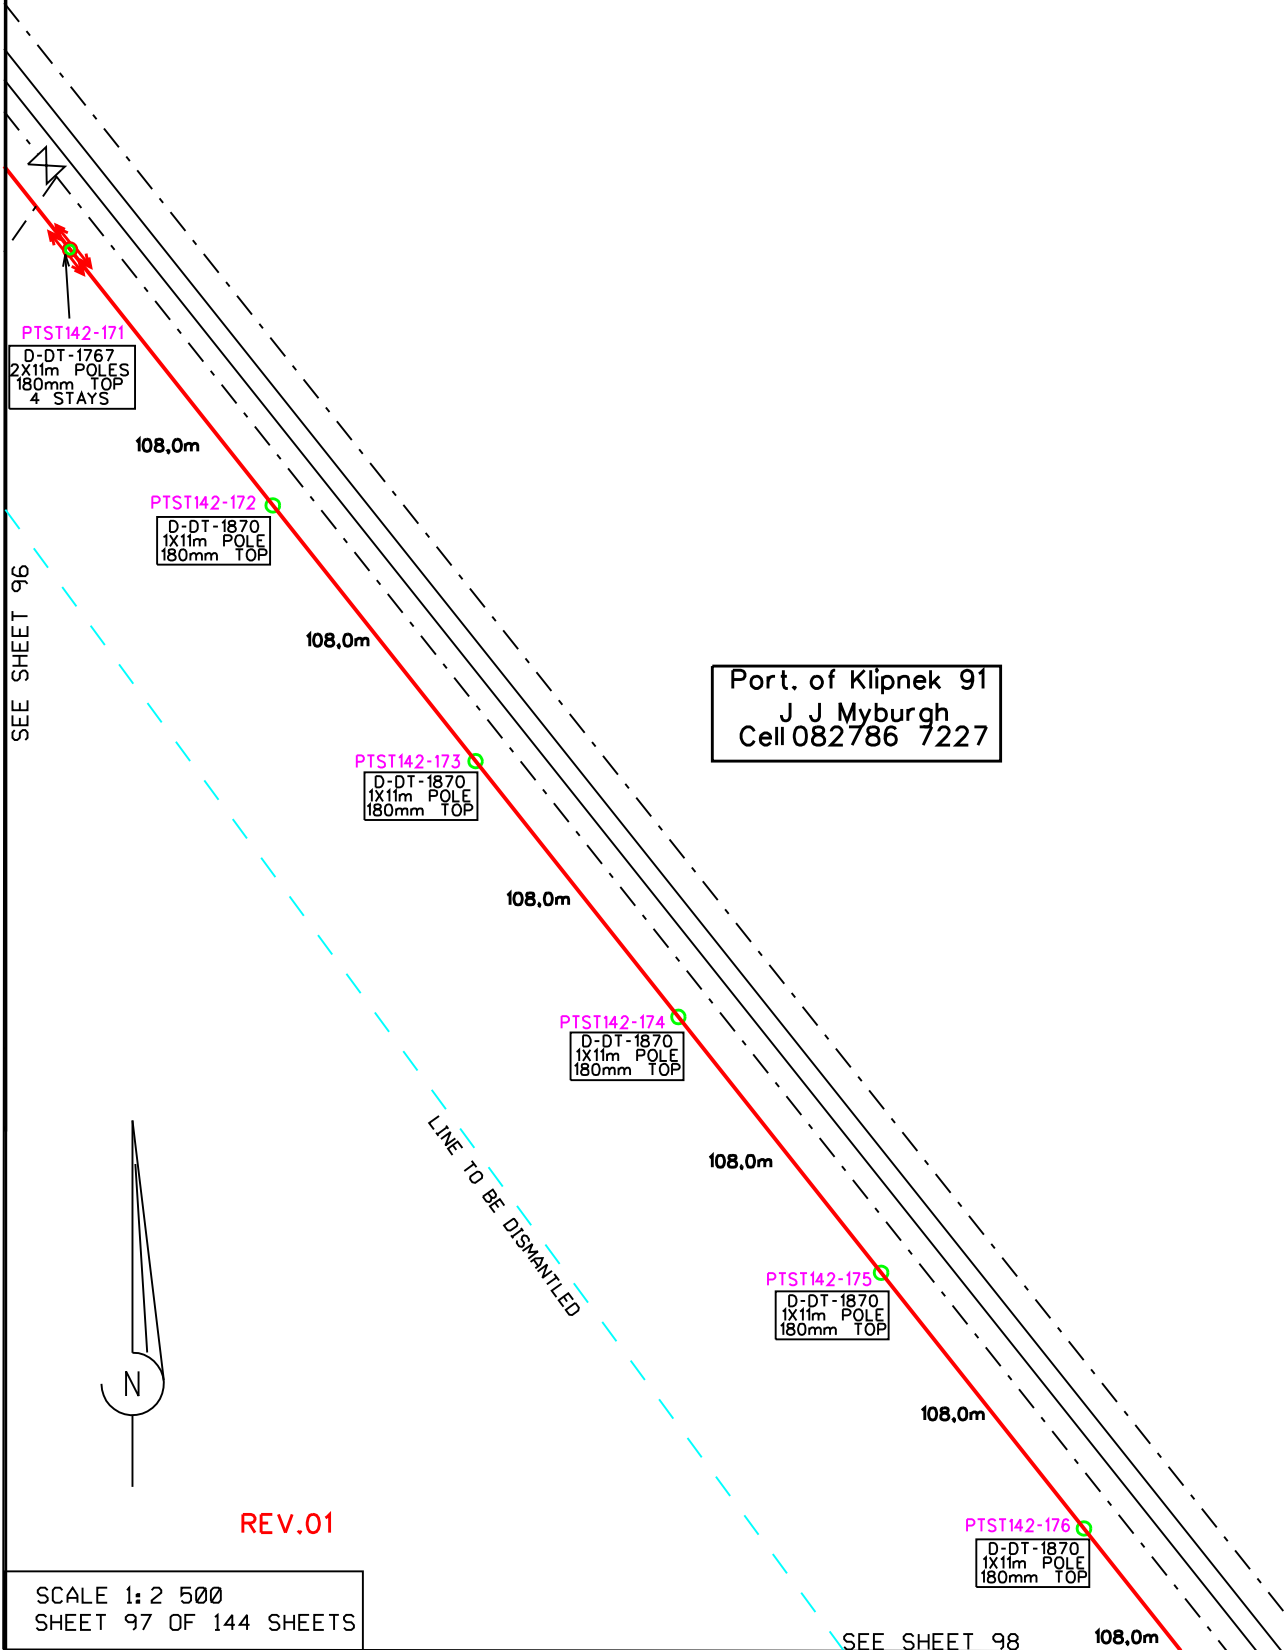 PTST142-171
D-DT-1767
2X11m POLES
180mm TOP
4 STAYS
108,0m
PTST142-172
D-DT-1870
1X11m POLE
180mm TOP
SEE SHEET 96
108,0m
Port. of Klipnek 91
J J Myburgh
Cell 082786 7227
PTST142-173
D-DT-1870
1X11m POLE
180mm TOP
108,0m
PTST142-174
D-DT-1870
1X11m POLE
180mm TOP
LINE TO BE DISMANTLED
108,0m
PTST142-175
D-DT-1870
1X11m POLE
180mm TOP
N
108,0m
REV.01
PTST142-176
D-DT-1870
1X11m POLE
180mm TOP
SCALE 1:2 500
SHEET 97 OF 144 SHEETS
SEE SHEET 98
108,0m